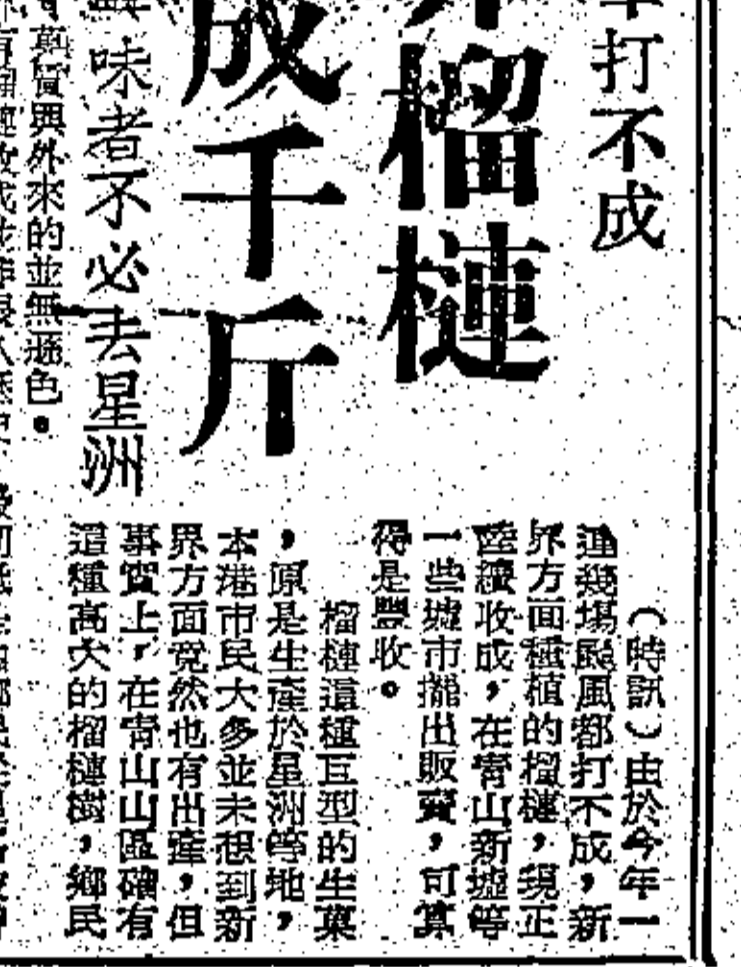 打不成
榴槤
成千斤
味者不必去星洲
（時訊）由於今年一
連幾場颱風都打不成，新
界方面種植的榴槤，現正
陸續收成，在青山新墟等
一些墟市擺出販賣，可算
得是豐收。
榴槤這種巨型的生菓
，原是生產於星洲等地，
本港市民大多並未想到新
界方面竟然也有出產，但
事實上，在青山山區確有
這種高大的榴槤樹，鄉民
與外來的並無遜色。